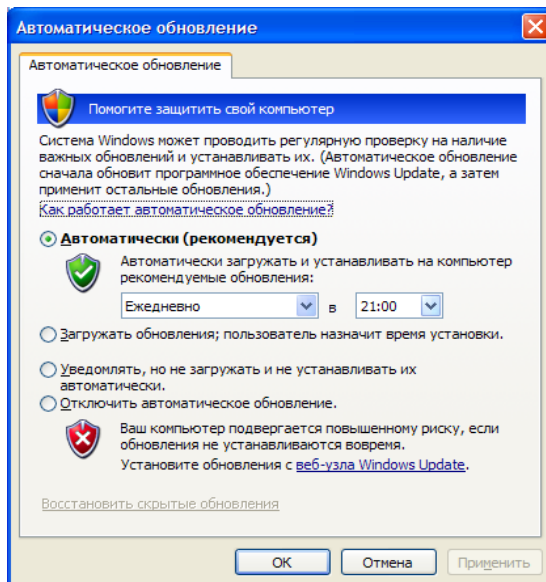 Автоматическое обновление
Автоматическое обновление
Помогите защитить свой компьютер
Система Windows может проводить регулярную проверку на наличие
важных обновлений и устанавливать их. (Автоматическое обновление
сначала обновит программное обеспечение Windows Update, а затем
применит остальные обновления.)
Как работает автоматическое обновление?
Автоматически (рекомендуется)
Автоматически загружать и устанавливать на компьютер
рекомендуемые обновления:
Ежедневно в 21:00
Загружать обновления; пользователь назначит время установки.
Уведомлять, но не загружать и не устанавливать их
автоматически.
Отключить автоматическое обновление.
Ваш компьютер подвергается повышенному риску, если
обновления не устанавливаются вовремя.
Установите обновления с веб-узла Windows Update.
Восстановить скрытые обновления
ОК Отмена Применить